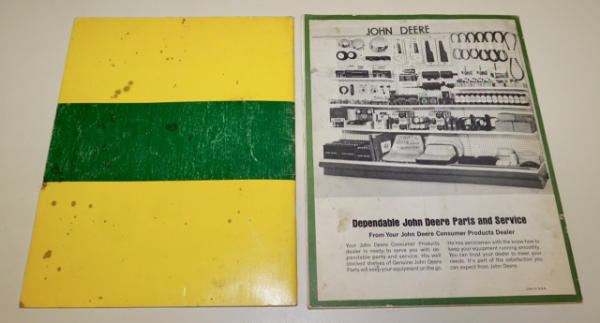 JOHN DEERE
Dependable John Deere Parts and Service
From Your John Deere Consumer Products Dealer
Your John Deere Consumer Products
dealer is ready to serve you with de-
pendable parts and service. His well
stocked shelves of Genuine John Deere
Parts will keep your equipment on the go.
He has servicemen with the know how to
keep your equipment running smoothly.
You can trust your dealer to meet your
needs. It's part of the satisfaction you
can expect from John Deere.